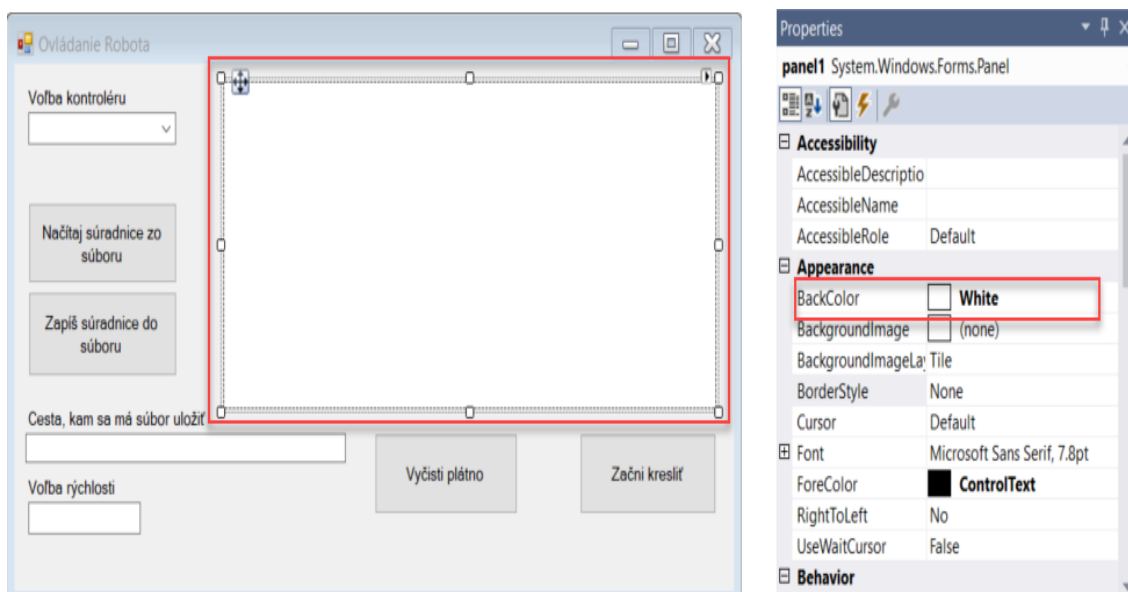 Ovládanie Robota
Voľba kontroléru
Načítaj súradnice zo
súboru
Zapíš súradnice do
súboru
Cesta, kam sa má súbor uložiť
Voľba rýchlosti
Vyčisti plátno
Začni kresliť
Properties
panel1 System.Windows.Forms.Panel
Accessibility
AccessibleDescriptio
AccessibleName
AccessibleRole Default
Appearance
BackColor White
BackgroundImage (none)
BackgroundImageLay Tile
BorderStyle None
Cursor Default
Font Microsoft Sans Serif, 7.8pt
ForeColor ControlText
RightToLeft No
UseWaitCursor False
Behavior